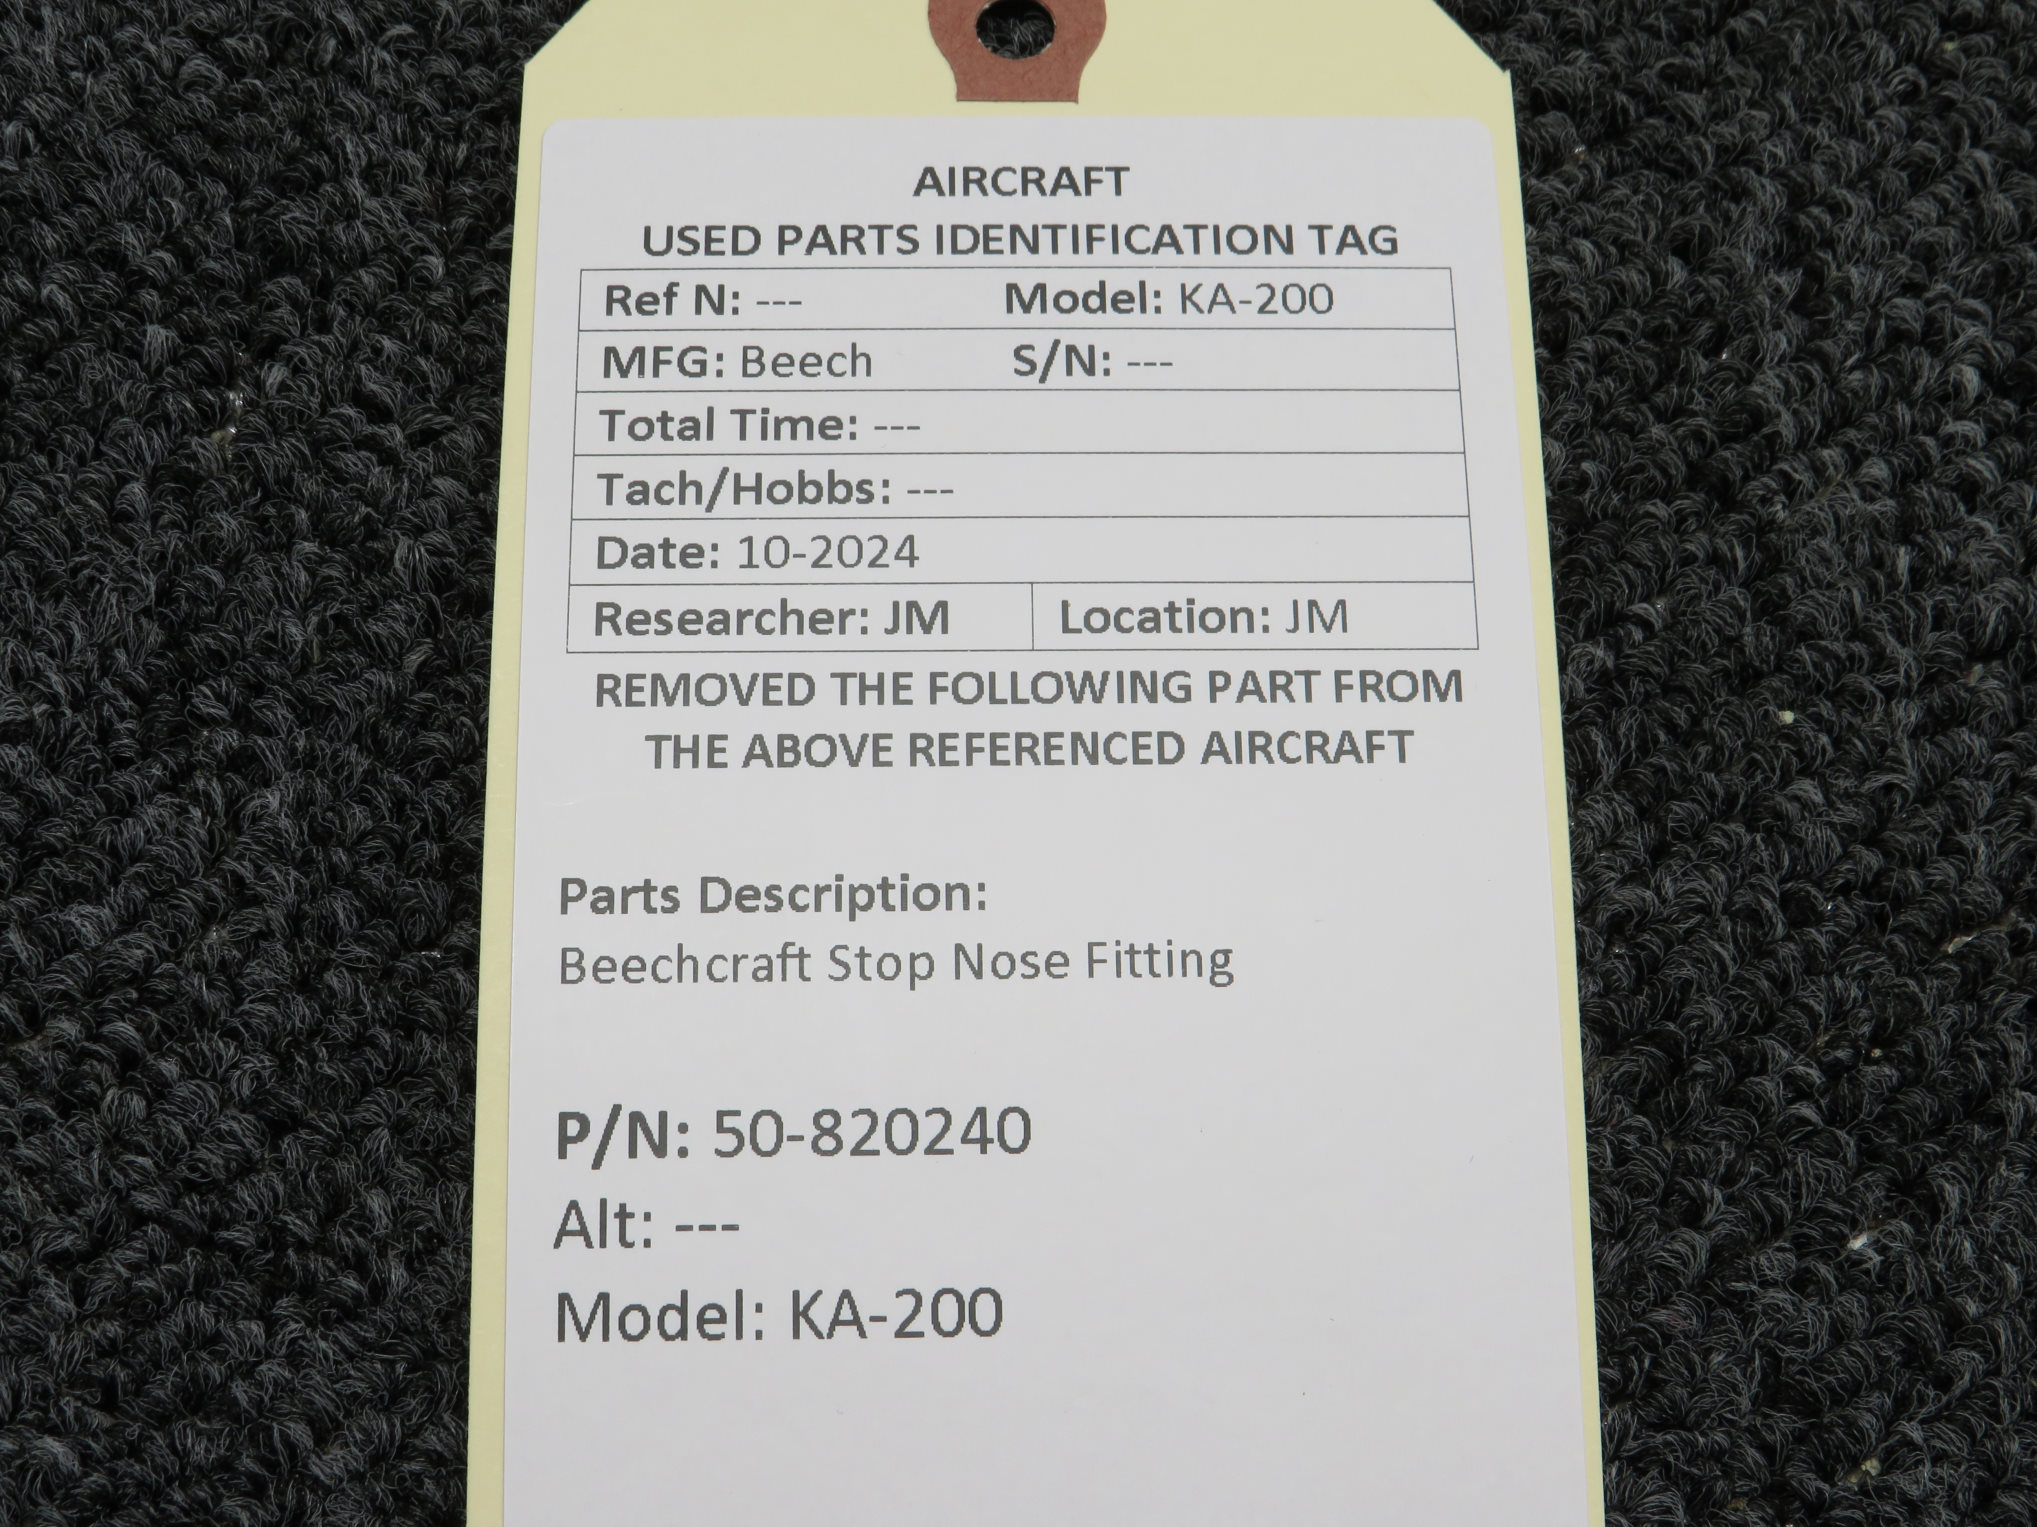 AIRCRAFT
USED PARTS IDENTIFICATION TAG
Ref N: --- Model: KA-200
MFG: Beech S/N: ---
Total Time: ---
Tach/Hobbs: ---
Date: 10-2024
Researcher: JM Location: JM
REMOVED THE FOLLOWING PART FROM
THE ABOVE REFERENCED AIRCRAFT
Parts Description:
Beechcraft Stop Nose Fitting
P/N: 50-820240
Alt: ---
Model: KA-200